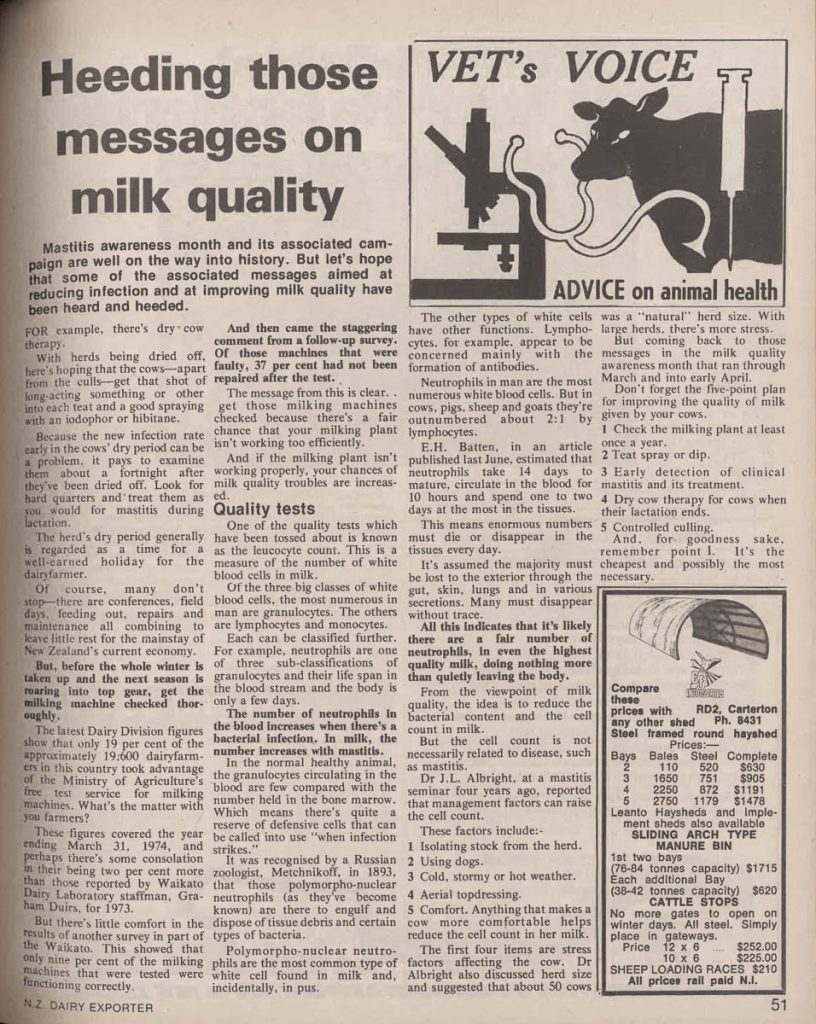 Heeding those
messages on
milk quality
Mastitis awareness month and its associated cam-
paign are well on the way into history. But let's hope
that some of the associated messages aimed at
reducing infection and at improving milk quality have
been heard and heeded.
FOR example, there's dry-cow
therapy.
With herds being dried off,
here's hoping that the cows—apart
from the culls—get that shot of
long-acting something or other
into each teat and a good spraying
with an iodophor or hibitane.
Because the new infection rate
early in the cows' dry period can be
a problem, it pays to examine
them about a fortnight after
they've been dried off. Look for
hard quarters and treat them as
you would for mastitis during
lactation.
The herd's dry period generally
is regarded as a time for a
well-earned holiday for the
dairyfarmer.
Of course, many don't
stop—there are conferences, field
days, feeding out, repairs and
maintenance all combining to
leave little rest for the mainstay of
New Zealand's current economy.
But, before the whole winter is
taken up and the next season is
roaring into top gear, get the
milking machine checked thor-
oughly.
The latest Dairy Division figures
show that only 19 per cent of the
approximately 19,600 dairyfarm-
ers in this country took advantage
of the Ministry of Agriculture's
free test service for milking
machines. What's the matter with
you farmers?
These figures covered the year
ending March 31, 1974, and
perhaps there's some consolation
in their being two per cent more
than those reported by Waikato
Dairy Laboratory staffman, Gra-
ham Duirs, for 1973.
But there's little comfort in the
results of another survey in part of
the Waikato. This showed that
only nine per cent of the milking
machines that were tested were
functioning correctly.
And then came the staggering
comment from a follow-up survey.
Of those machines that were
faulty, 37 per cent had not been
repaired after the test.
The message from this is clear. .
get those milking machines
checked because there's a fair
chance that your milking plant
isn't working too efficiently.
And if the milking plant isn't
working properly, your chances of
milk quality troubles are increas-
ed.
Quality tests
One of the quality tests which
have been tossed about is known
as the leucocyte count. This is a
measure of the number of white
blood cells in milk.
Of the three big classes of white
blood cells, the most numerous in
man are granulocytes. The others
are lymphocytes and monocytes.
Each can be classified further.
For example, neutrophils are one
of three sub-classifications of
granulocytes and their life span in
the blood stream and the body is
only a few days.
The number of neutrophils in
the blood increases when there's a
bacterial infection. In milk, the
number increases with mastitis.
In the normal healthy animal,
the granulocytes circulating in the
blood are few compared with the
number held in the bone marrow.
Which means there's quite a
reserve of defensive cells that can
be called into use "when infection
strikes."
It was recognised by a Russian
zoologist, Metchnikoff, in 1893,
that those polymorpho-nuclear
neutrophils (as they've become
known) are there to engulf and
dispose of tissue debris and certain
types of bacteria.
Polymorpho-nuclear neutro-
phils are the most common type of
white cell found in milk and,
incidentally, in pus.
VET's VOICE
ADVICE on animal health
The other types of white cells
have other functions. Lympho-
cytes, for example, appear to be
concerned mainly with the
formation of antibodies.
Neutrophils in man are the most
numerous white blood cells. But in
cows, pigs, sheep and goats they're
outnumbered about 2:1 by
lymphocytes.
E.H. Batten, in an article
published last June, estimated that
neutrophils take 14 days to
mature, circulate in the blood for
10 hours and spend one to two
days at the most in the tissues.
This means enormous numbers
must die or disappear in the
tissues every day.
It's assumed the majority must
be lost to the exterior through the
gut, skin, lungs and in various
secretions. Many must disappear
without trace.
All this indicates that it's likely
there are a fair number of
neutrophils, in even the highest
quality milk, doing nothing more
than quietly leaving the body.
From the viewpoint of milk
quality, the idea is to reduce the
bacterial content and the cell
count in milk.
But the cell count is not
necessarily related to disease, such
as mastitis.
Dr J.L. Albright, at a mastitis
seminar four years ago, reported
that management factors can raise
the cell count.
These factors include:-
1 Isolating stock from the herd.
2 Using dogs.
3 Cold, stormy or hot weather.
4 Aerial topdressing.
5 Comfort. Anything that makes a
cow more comfortable helps
reduce the cell count in her milk.
The first four items are stress
factors affecting the cow. Dr
Albright also discussed herd size
and suggested that about 50 cows
was a "natural" herd size. With
large herds, there's more stress.
But coming back to those
messages in the milk quality
awareness month that ran through
March and into early April.
Don't forget the five-point plan
for improving the quality of milk
given by your cows.
1 Check the milking plant at least
once a year.
2 Teat spray or dip.
3 Early detection of clinical
mastitis and its treatment.
4 Dry cow therapy for cows when
their lactation ends.
5 Controlled culling.
And, for goodness sake,
remember point 1. It's the
cheapest and possibly the most
necessary.
INDUSTRIES
Compare
these
prices with RD2, Carterton
any other shed Ph. 8431
Steel framed round hayshed
Prices:—
Bays Bales Steel Complete
2 110 520 $630
3 1650 751 $905
4 2250 872 $1191
5 2750 1179 $1478
Leanto Haysheds and Imple-
ment sheds also available
SLIDING ARCH TYPE
MANURE BIN
1st two bays
(76-84 tonnes capacity) $1715
Each additional Bay
(38-42 tonnes capacity) $620
CATTLE STOPS
No more gates to open on
winter days. All steel. Simply
place in gateways.
Price 12 x 6 .... $252.00
10 x 6 $225.00
SHEEP LOADING RACES $210
All prices rail paid N.I.
N.Z. DAIRY EXPORTER
51